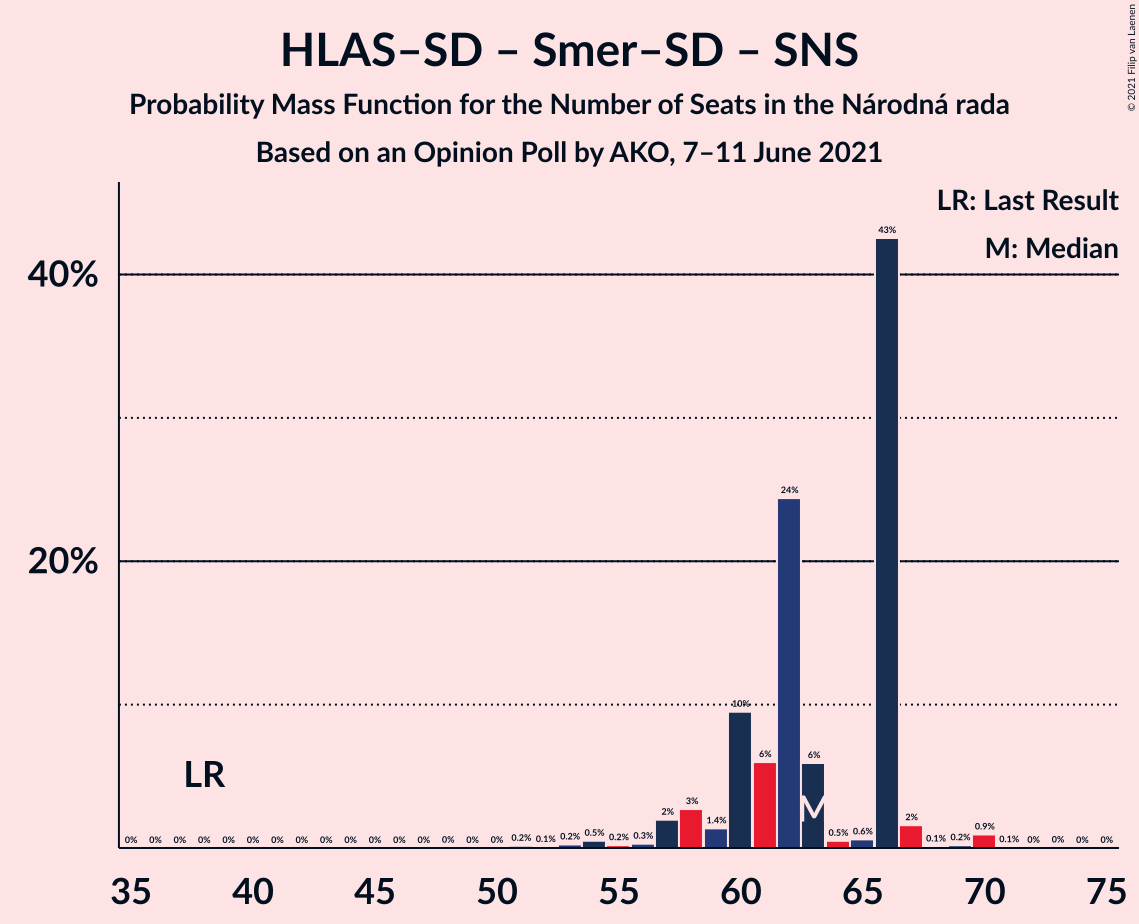 HLAS–SD – Smer–SD – SNS
Probability Mass Function for the Number of Seats in the Národná rada
Based on an Opinion Poll by AKO, 7–11 June 2021
© 2021 Filip van Laenen
LR: Last Result
M: Median
43%
40%
24%
20%
10%
6% 6%
LR
M
0% 0% 0% 0% 0% 0% 0% 0% 0% 0% 0% 0% 0% 0% 0% 0% 0.2% 0.1% 0.2% 0.5% 0.2% 0.3% 2% 3% 1.4% 0.5% 0.6% 2% 0.1% 0.2% 0.9% 0.1% 0% 0% 0% 0%
35 40 45 50 55 60 65 70 75